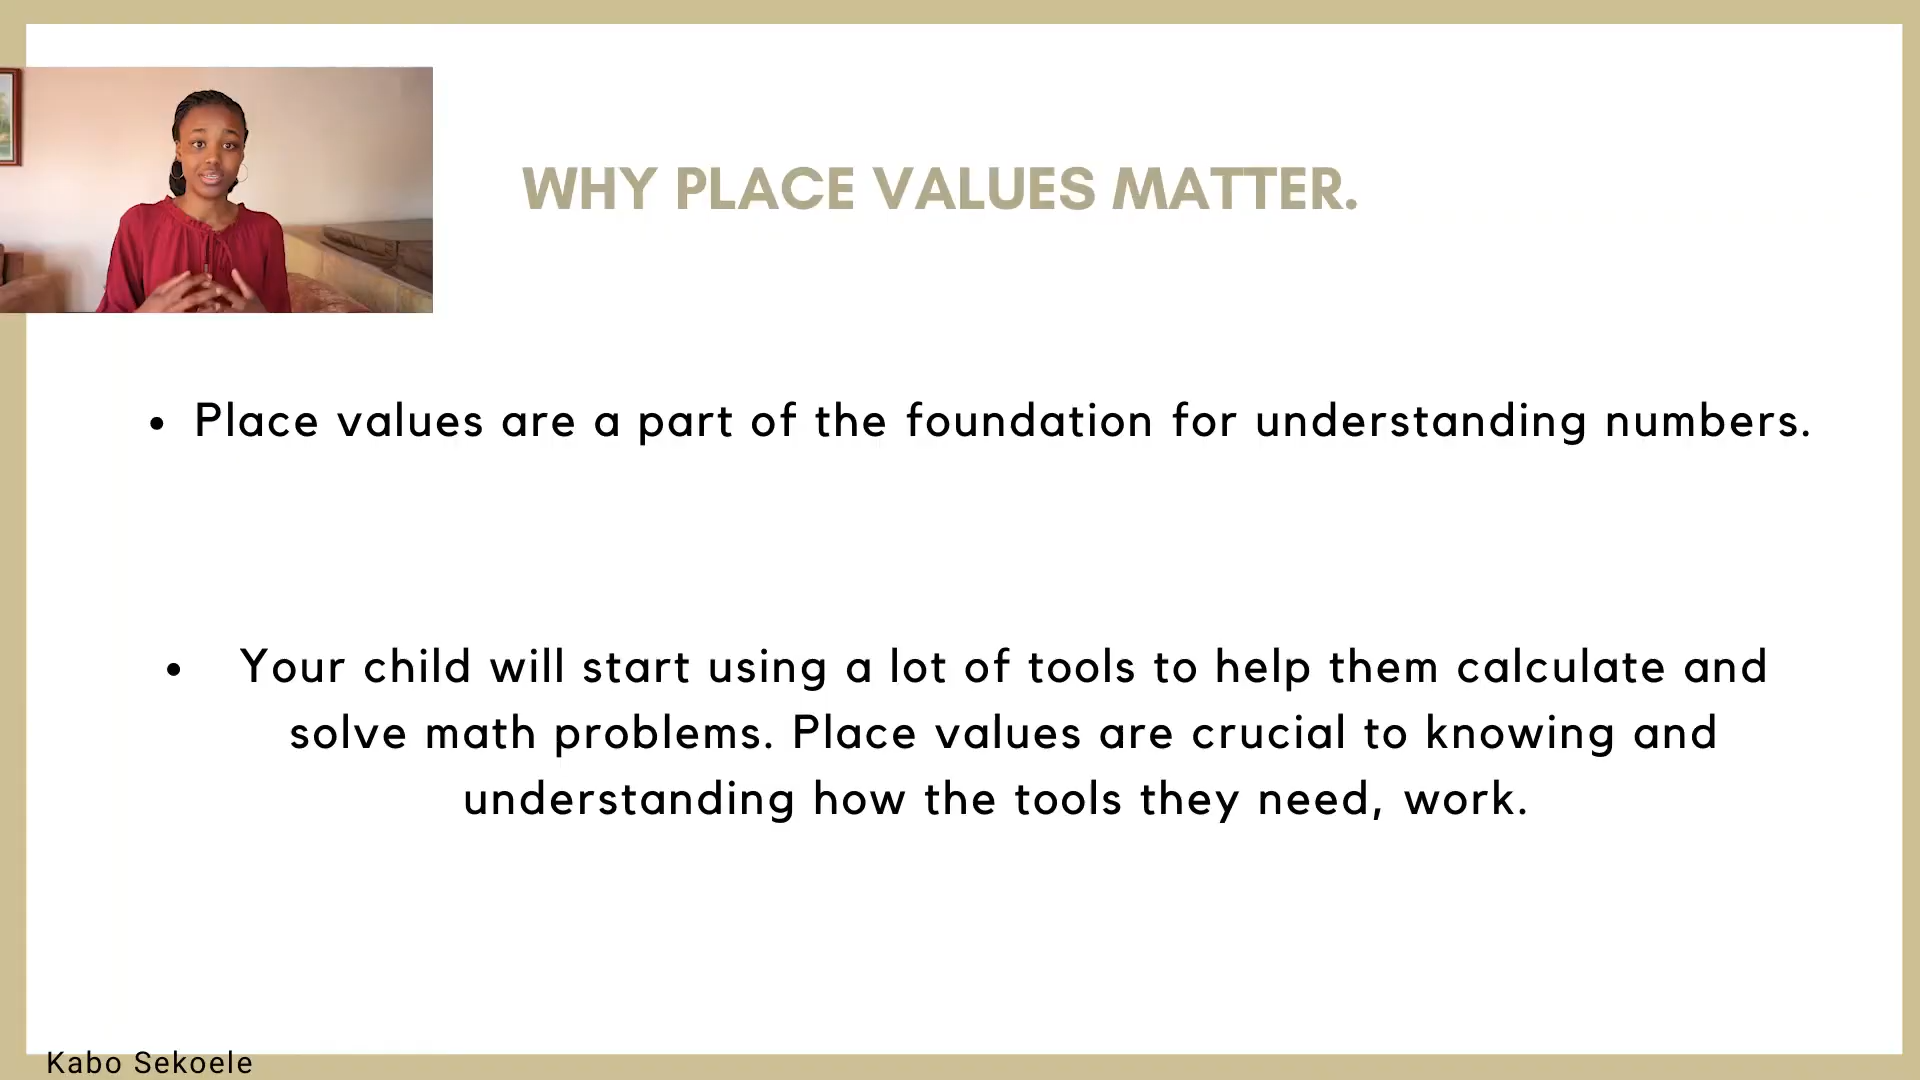 WHY PLACE VALUES MATTER.
• Place values are a part of the foundation for understanding numbers.
• Your child will start using a lot of tools to help them calculate and
solve math problems. Place values are crucial to knowing and
understanding how the tools they need, work.
Kabo Sekoele